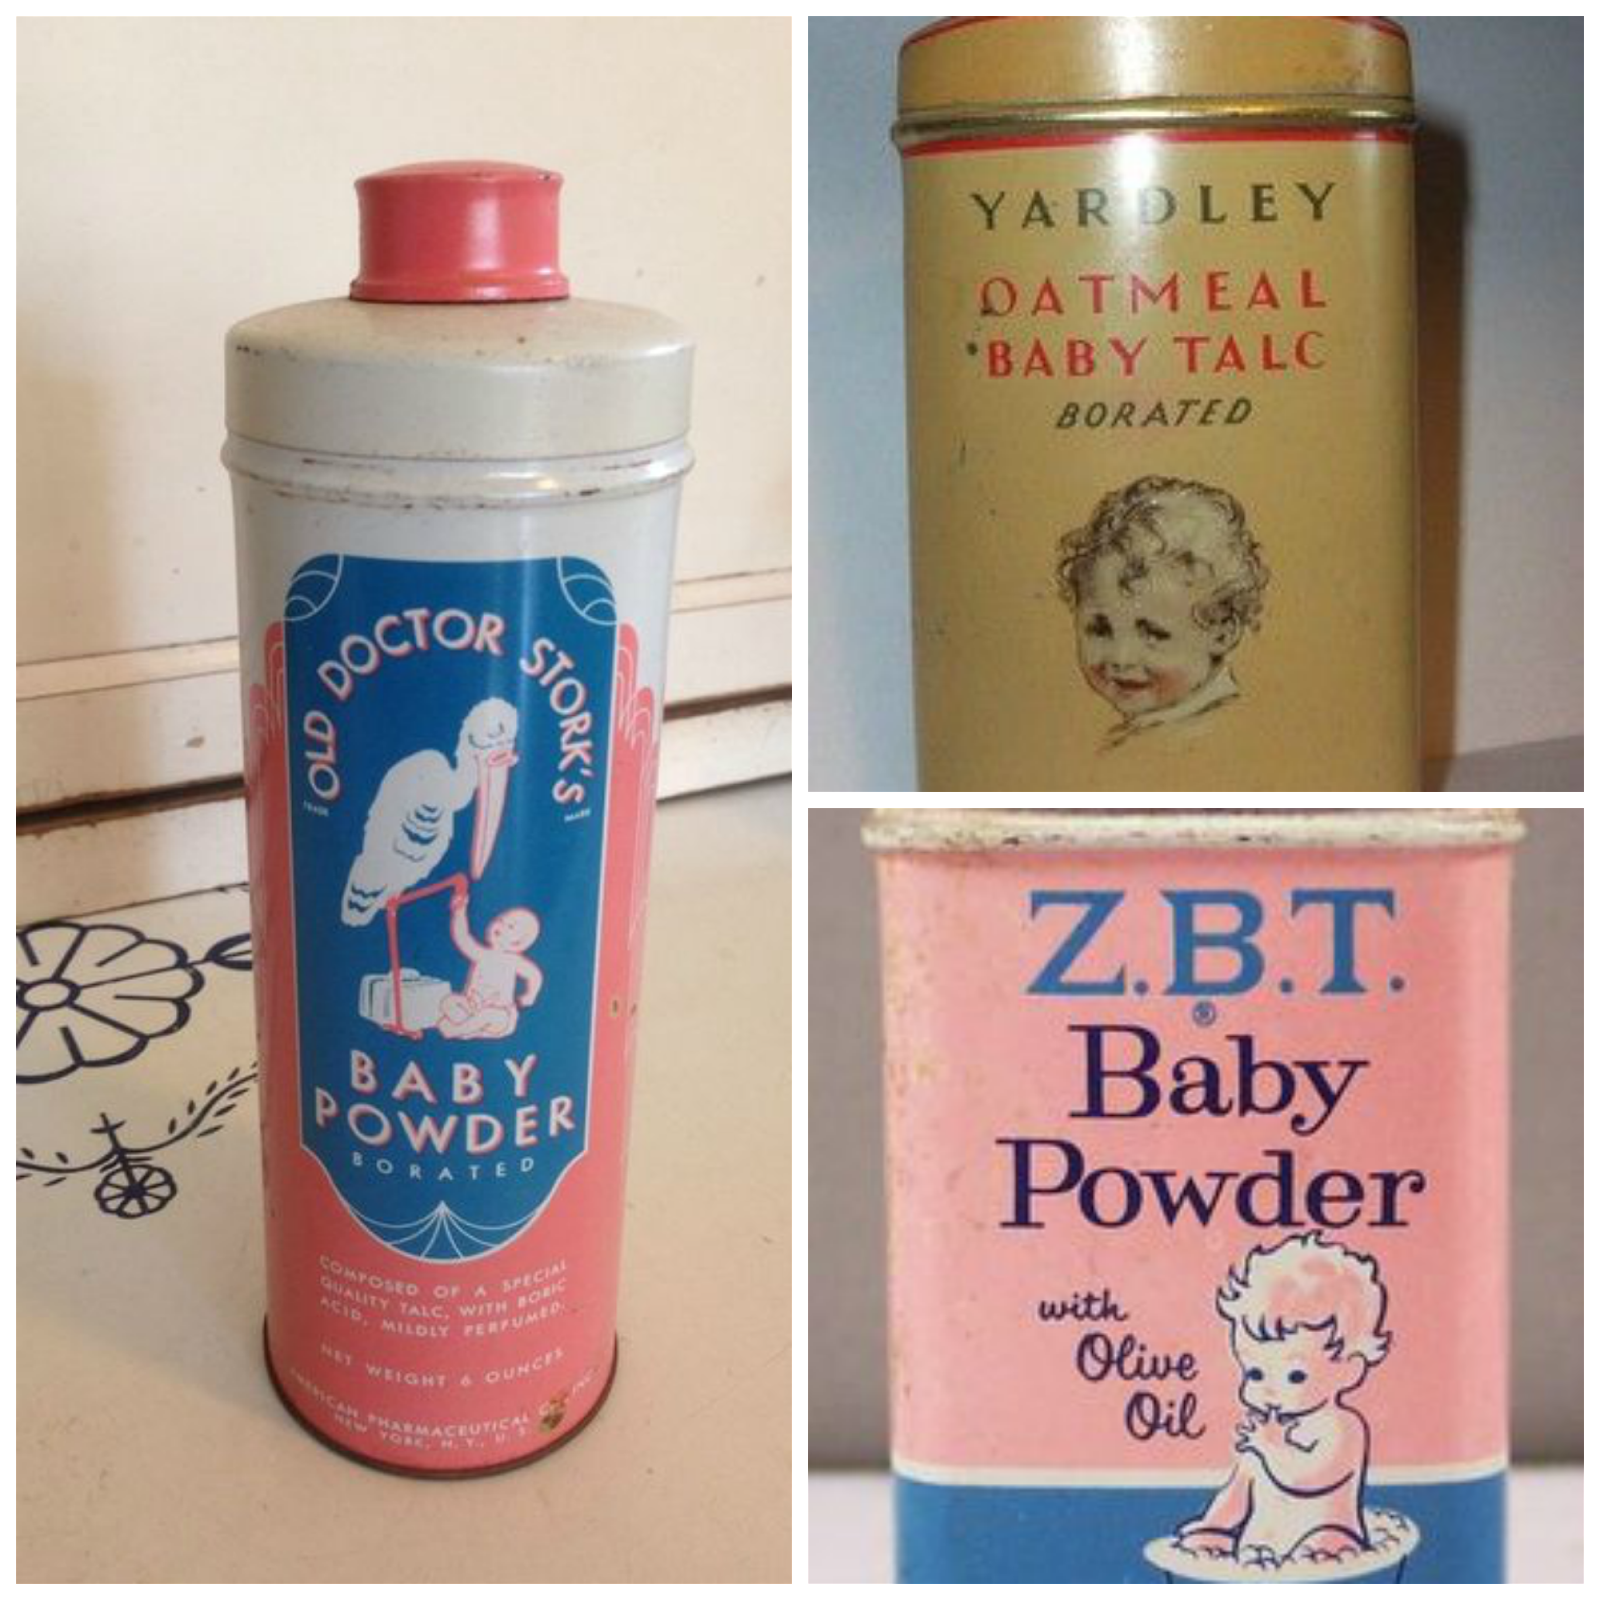 OLD DOCTOR STORK'S
TRADE MARK
BABY
POWDER
BORATED
COMPOSED OF A SPECIAL
QUALITY TALC, WITH BORIC
ACID, MILDLY PERFUMED.
NET WEIGHT 6 OUNCES
AMERICAN PHARMACEUTICAL
NEW YORK, N.Y., U.S.
YARDLEY
OATMEAL
BABY TALC
BORATED
Z.B.T.
®
Baby
Powder
with
Olive
Oil